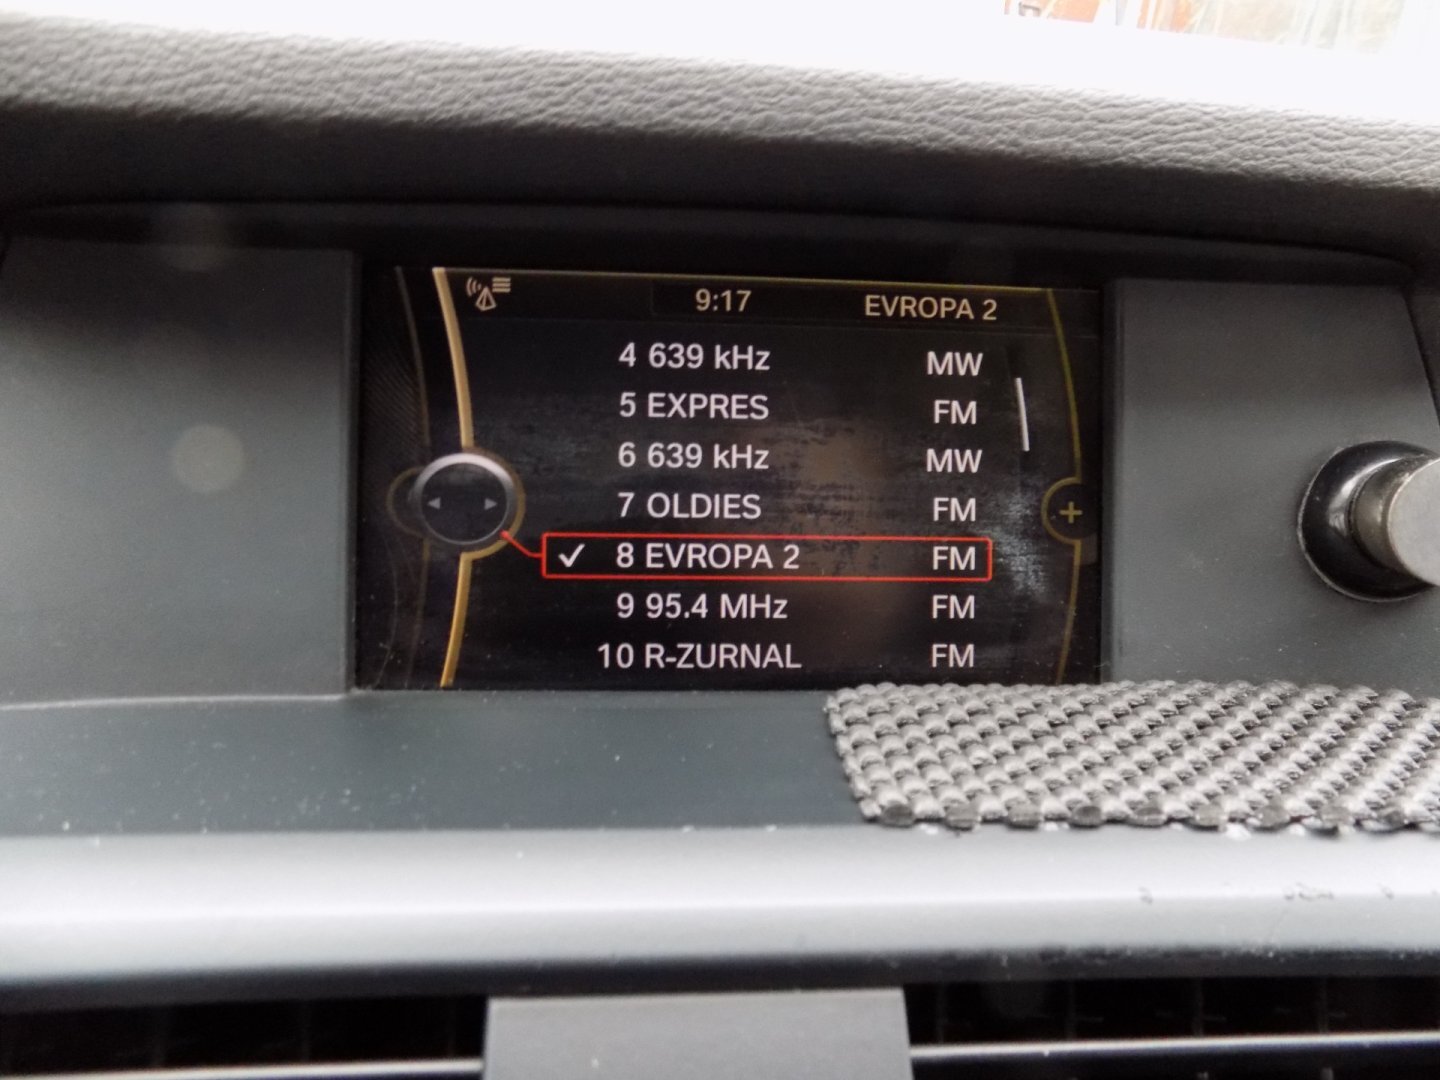 9:17 EVROPA 2
4 639 kHz MW
5 EXPRES FM
6 639 kHz MW
7 OLDIES FM
✓ 8 EVROPA 2 FM
9 95.4 MHz FM
10 R-ZURNAL FM